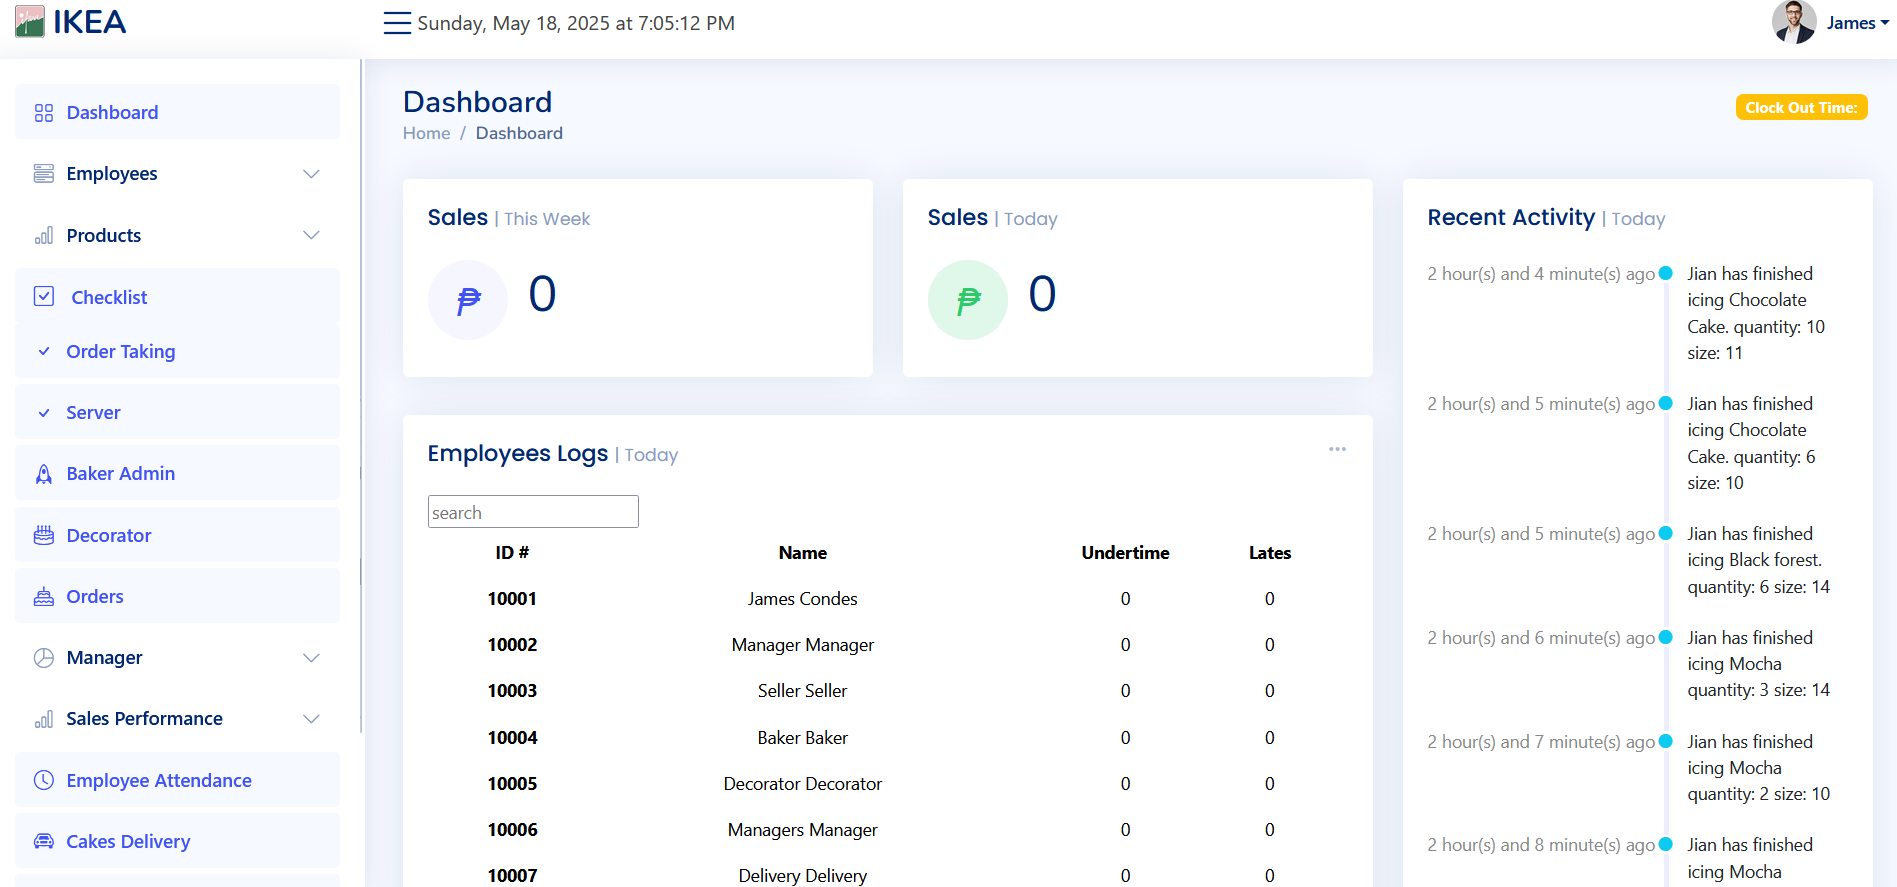 IKEA
Sunday, May 18, 2025 at 7:05:12 PM
James
Dashboard
Employees
Products
Checklist
Order Taking
Server
Baker Admin
Decorator
Orders
Manager
Sales Performance
Employee Attendance
Cakes Delivery
Dashboard
Home / Dashboard
Clock Out Time:
Sales | This Week
₱ 0
Sales | Today
₱ 0
Employees Logs | Today
search
ID # Name Undertime Lates
10001 James Condes 0 0
10002 Manager Manager 0 0
10003 Seller Seller 0 0
10004 Baker Baker 0 0
10005 Decorator Decorator 0 0
10006 Managers Manager 0 0
10007 Delivery Delivery 0 0
Recent Activity | Today
2 hour(s) and 4 minute(s) ago Jian has finished
icing Chocolate
Cake. quantity: 10
size: 11
2 hour(s) and 5 minute(s) ago Jian has finished
icing Chocolate
Cake. quantity: 6
size: 10
2 hour(s) and 5 minute(s) ago Jian has finished
icing Black forest.
quantity: 6 size: 14
2 hour(s) and 6 minute(s) ago Jian has finished
icing Mocha
quantity: 3 size: 14
2 hour(s) and 7 minute(s) ago Jian has finished
icing Mocha
quantity: 2 size: 10
2 hour(s) and 8 minute(s) ago Jian has finished
icing Mocha